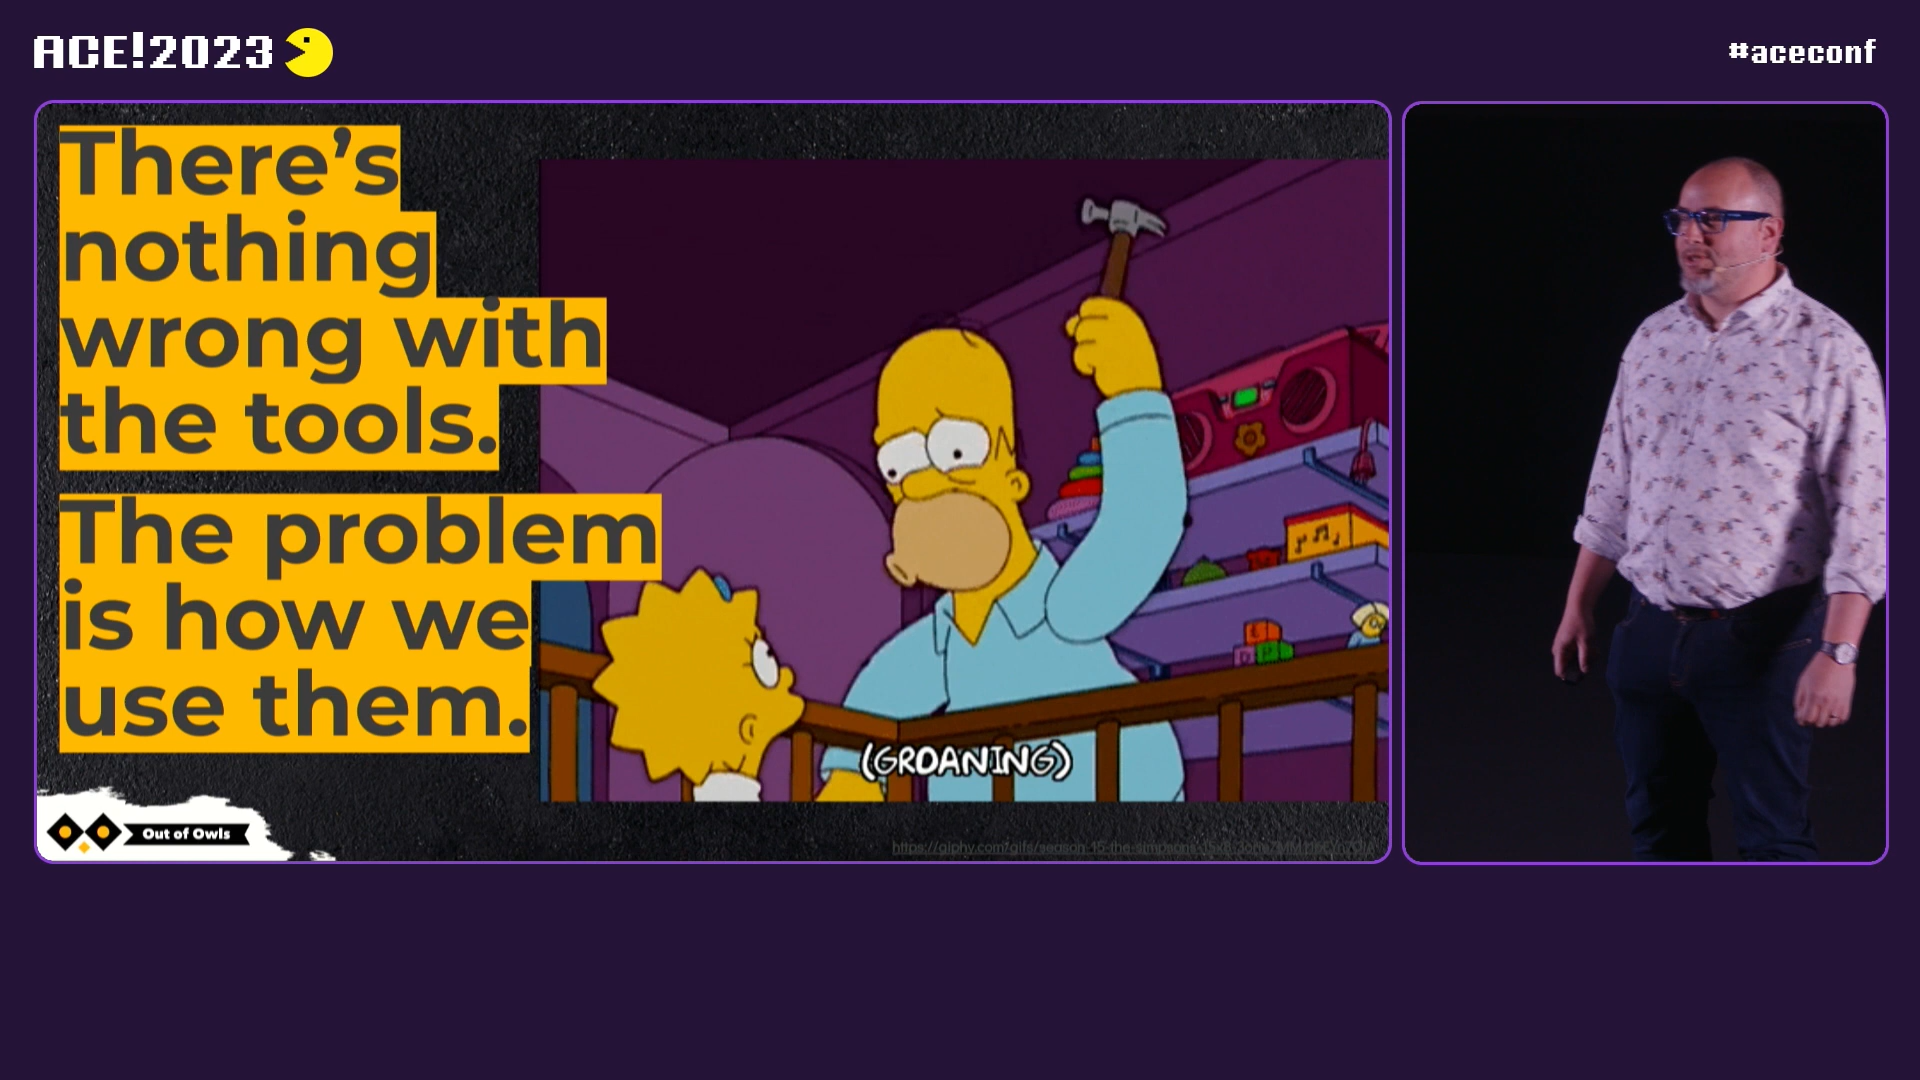 ACE!2023
#aceconf
There's
nothing
wrong with
the tools.
The problem
is how we
use them.
(GROANING)
Out of Owls